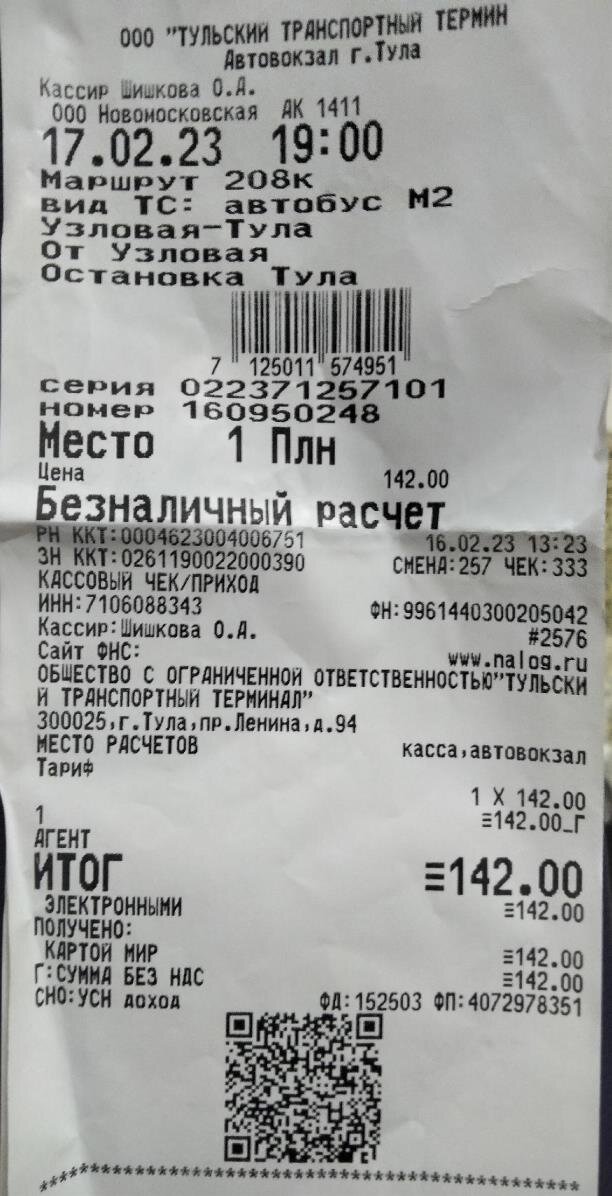 ООО "ТУЛЬСКИЙ ТРАНСПОРТНЫЙ ТЕРМИН
Автовокзал г.Тула
Кассир Шишкова О.А.
ООО Новомосковская АК 1411
17.02.23 19:00
Маршрут 208к
вид ТС: автобус М2
Узловая-Тула
От Узловая
Остановка Тула
7 125011 574951
серия 022371257101
номер 160950248
Место 1 Плн
Цена 142.00
Безналичный расчет
РН ККТ:0004623004006751 16.02.23 13:23
ЗН ККТ:0261190022000390 СМЕНА:257 ЧЕК:333
КАССОВЫЙ ЧЕК/ПРИХОД
ИНН:7106088343 ФН:9961440300205042
Кассир:Шишкова О.А. #2576
Сайт ФНС: www.nalog.ru
ОБЩЕСТВО С ОГРАНИЧЕННОЙ ОТВЕТСТВЕННОСТЬЮ"ТУЛЬСКИ
Й ТРАНСПОРТНЫЙ ТЕРМИНАЛ"
300025,г.Тула,пр.Ленина,д.94
МЕСТО РАСЧЕТОВ касса,автовокзал
Тариф
1 X 142.00
1 ≡142.00_Г
АГЕНТ
ИТОГ ≡142.00
ЭЛЕКТРОННЫМИ ≡142.00
ПОЛУЧЕНО:
КАРТОЙ МИР ≡142.00
Г:СУММА БЕЗ НДС ≡142.00
СНО:УСН доход ФД:152503 ФП:4072978351